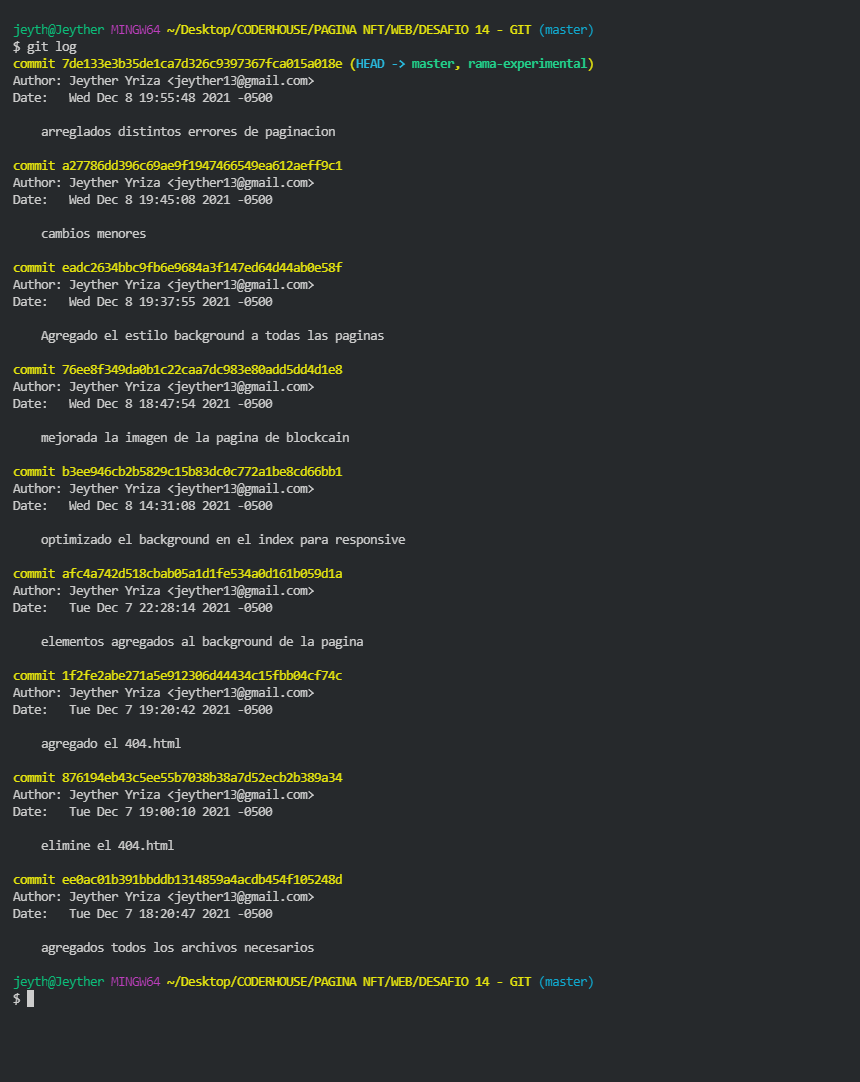 jeyth@Jeyther MINGW64 ~/Desktop/CODERHOUSE/PAGINA NFT/WEB/DESAFIO 14 - GIT (master)
$ git log
commit 7de133e3b35de1ca7d326c9397367fca015a018e (HEAD -> master, rama-experimental)
Author: Jeyther Yriza <jeyther13@gmail.com>
Date:   Wed Dec 8 19:55:48 2021 -0500

    arreglados distintos errores de paginacion

commit a27786dd396c69ae9f1947466549ea612aeff9c1
Author: Jeyther Yriza <jeyther13@gmail.com>
Date:   Wed Dec 8 19:45:08 2021 -0500

    cambios menores

commit eadc2634bbc9fb6e9684a3f147ed64d44ab0e58f
Author: Jeyther Yriza <jeyther13@gmail.com>
Date:   Wed Dec 8 19:37:55 2021 -0500

    Agregado el estilo background a todas las paginas

commit 76ee8f349da0b1c22caa7dc983e80add5dd4d1e8
Author: Jeyther Yriza <jeyther13@gmail.com>
Date:   Wed Dec 8 18:47:54 2021 -0500

    mejorada la imagen de la pagina de blockcain

commit b3ee946cb2b5829c15b83dc0c772a1be8cd66bb1
Author: Jeyther Yriza <jeyther13@gmail.com>
Date:   Wed Dec 8 14:31:08 2021 -0500

    optimizado el background en el index para responsive

commit afc4a742d518cbab05a1d1fe534a0d161b059d1a
Author: Jeyther Yriza <jeyther13@gmail.com>
Date:   Tue Dec 7 22:28:14 2021 -0500

    elementos agregados al background de la pagina

commit 1f2fe2abe271a5e912306d44434c15fbb04cf74c
Author: Jeyther Yriza <jeyther13@gmail.com>
Date:   Tue Dec 7 19:20:42 2021 -0500

    agregado el 404.html

commit 876194eb43c5ee55b7038b38a7d52ecb2b389a34
Author: Jeyther Yriza <jeyther13@gmail.com>
Date:   Tue Dec 7 19:00:10 2021 -0500

    elimine el 404.html

commit ee0ac01b391bbddb1314859a4acdb454f105248d
Author: Jeyther Yriza <jeyther13@gmail.com>
Date:   Tue Dec 7 18:20:47 2021 -0500

    agregados todos los archivos necesarios

jeyth@Jeyther MINGW64 ~/Desktop/CODERHOUSE/PAGINA NFT/WEB/DESAFIO 14 - GIT (master)
$